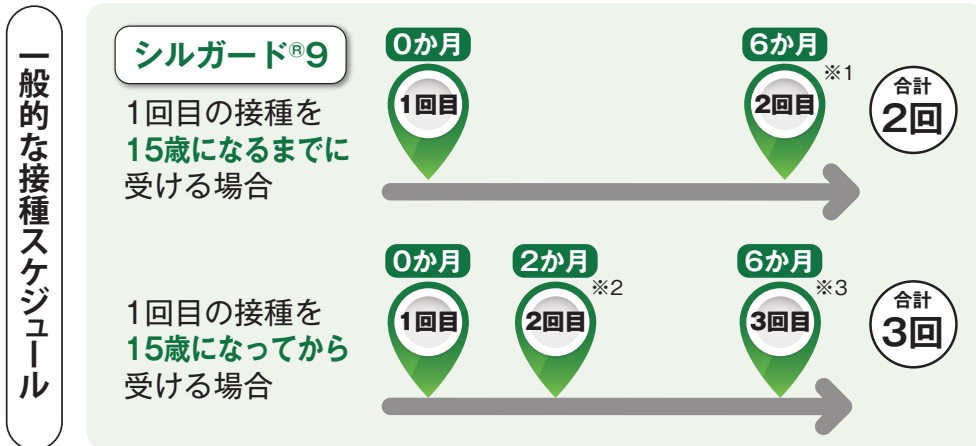 一般的な接種スケジュール
シルガード®9
1回目の接種を
15歳になるまでに
受ける場合
0か月
1回目
6か月
※1
2回目
合計
2回
1回目の接種を
15歳になってから
受ける場合
0か月
1回目
2か月
※2
2回目
6か月
※3
3回目
合計
3回